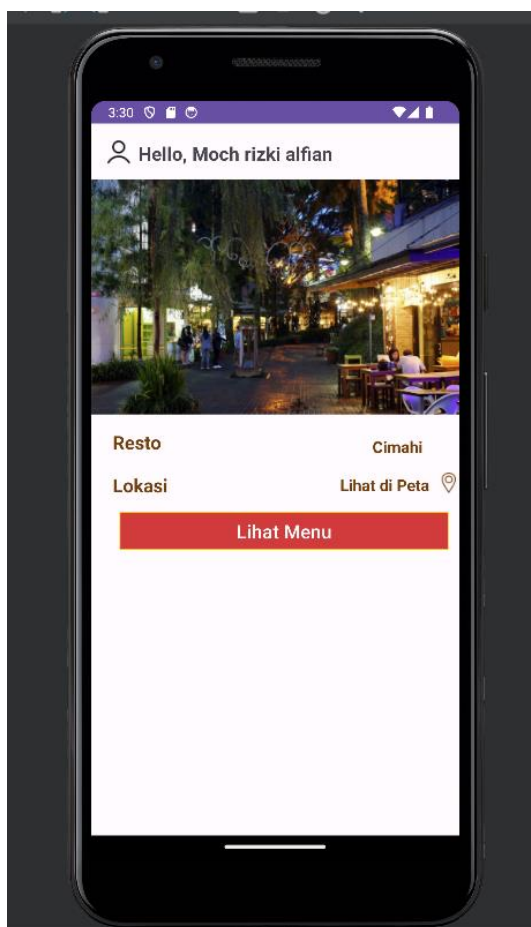 3:30
Hello, Moch rizki alfian
Resto Cimahi
Lokasi Lihat di Peta
Lihat Menu